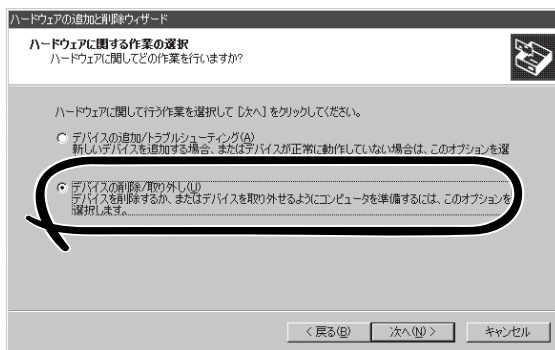 ハードウェアの追加と削除ウィザード
ハードウェアに関する作業の選択
ハードウェアに関してどの作業を行いますか?
ハードウェアに関して行う作業を選択して [次へ] をクリックしてください。
デバイスの追加/トラブルシューティング(A)
新しいデバイスを追加する場合、またはデバイスが正常に動作していない場合は、このオプションを選
デバイスの削除/取り外し(U)
デバイスを削除するか、またはデバイスを取り外せるようにコンピュータを準備するには、このオプションを
選択します。
< 戻る(B) 次へ(N) > キャンセル